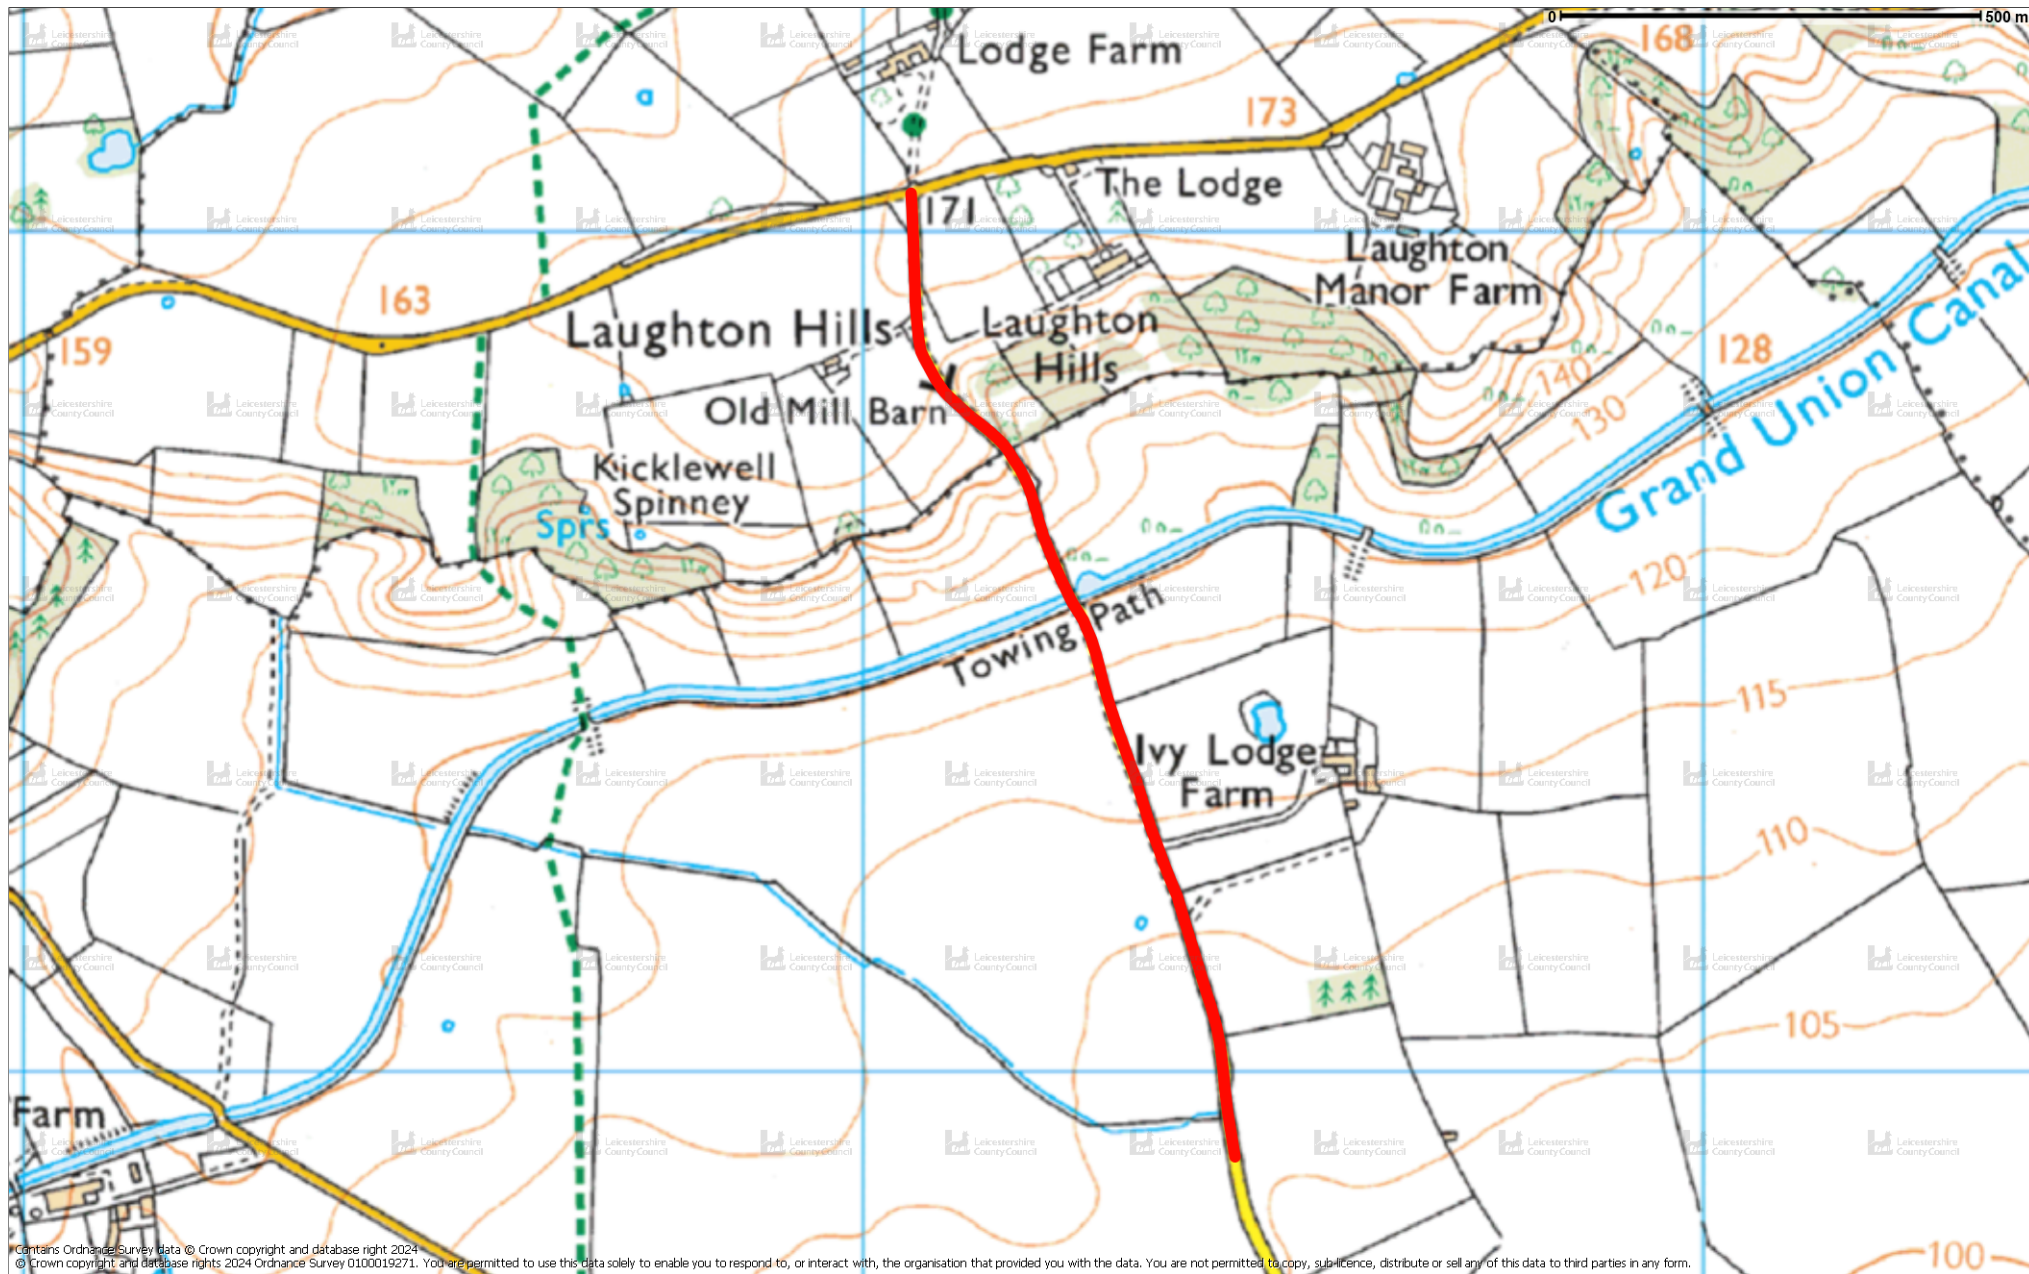 0
500 m
Lodge Farm
168
173
The Lodge
171
Laughton
Manor Farm
163
159
Laughton Hills
Laughton
Hills
Old Mill Barn
128
140
130
Grand Union Canal
Kicklewell
Spinney
Sprs
120
Towing Path
115
Ivy Lodge
Farm
110
105
Farm
100
Leicestershire
County Council
Contains Ordnance Survey data © Crown copyright and database right 2024
© Crown copyright and database rights 2024 Ordnance Survey 0100019271. You are permitted to use this data solely to enable you to respond to, or interact with, the organisation that provided you with the data. You are not permitted to copy, sub-licence, distribute or sell any of this data to third parties in any form.